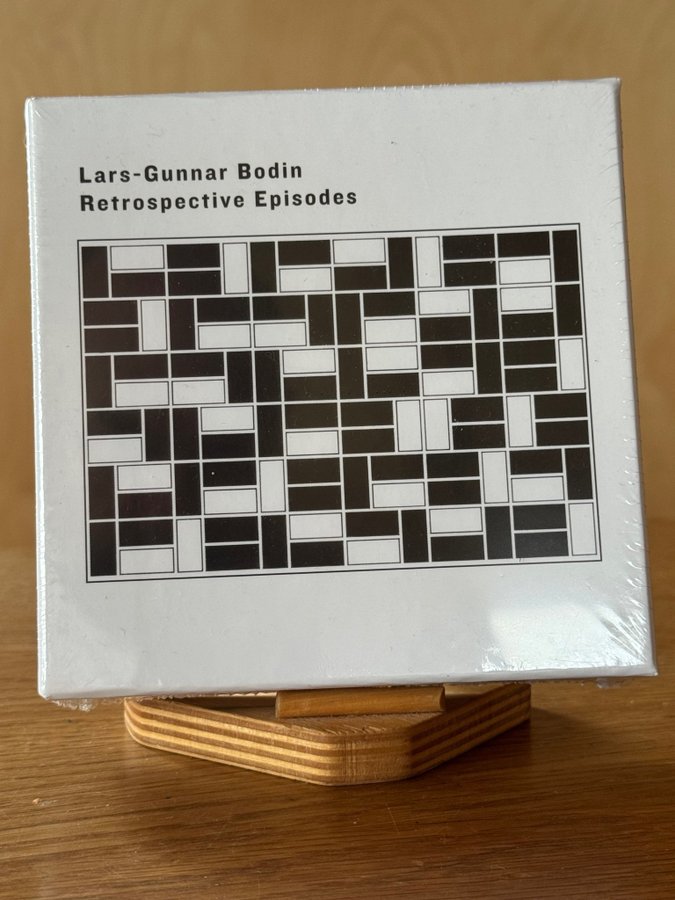 Lars-Gunnar Bodin
Retrospective Episodes